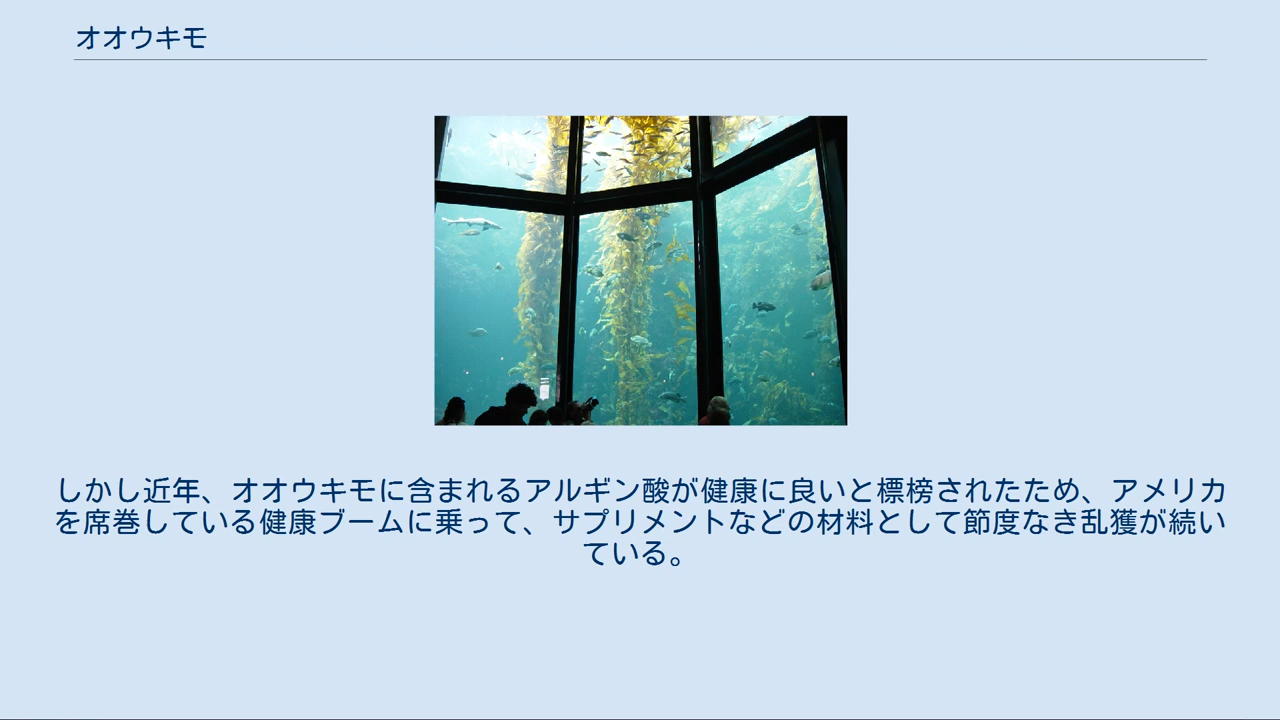 オオウキモ
しかし近年、オオウキモに含まれるアルギン酸が健康に良いと標榜されたため、アメリカ
を席巻している健康ブームに乗って、サプリメントなどの材料として節度なき乱獲が続い
ている。